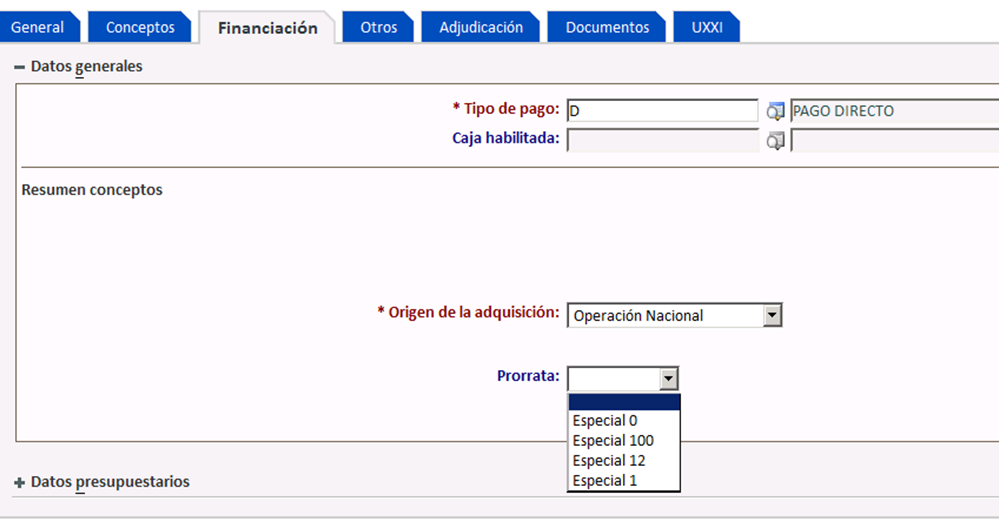 General Conceptos Financiación Otros Adjudicación Documentos UXXI
Datos generales
* Tipo de pago: D PAGO DIRECTO
Caja habilitada:
Resumen conceptos
* Origen de la adquisición: Operación Nacional
Prorrata:
Especial 0
Especial 100
Especial 12
Especial 1
Datos presupuestarios